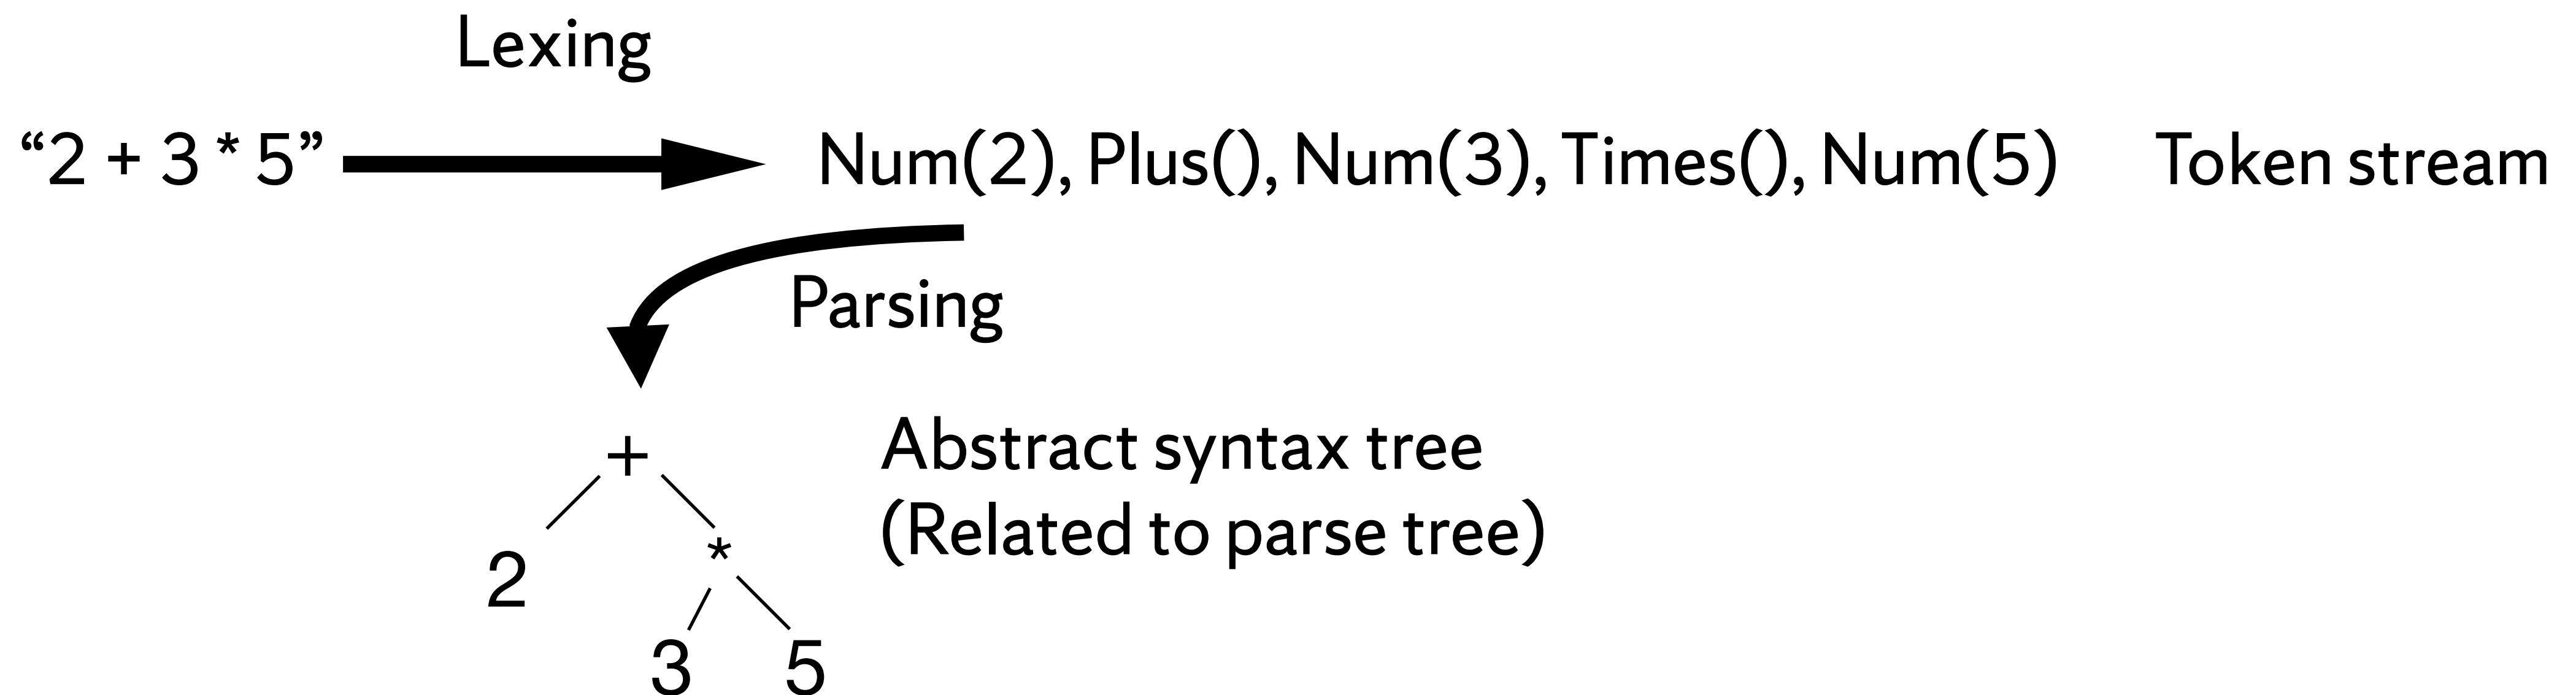 Lexing
“2 + 3 * 5”
Num(2), Plus(), Num(3), Times(), Num(5)
Token stream
Parsing
+
Abstract syntax tree
(Related to parse tree)
*
2
3
5